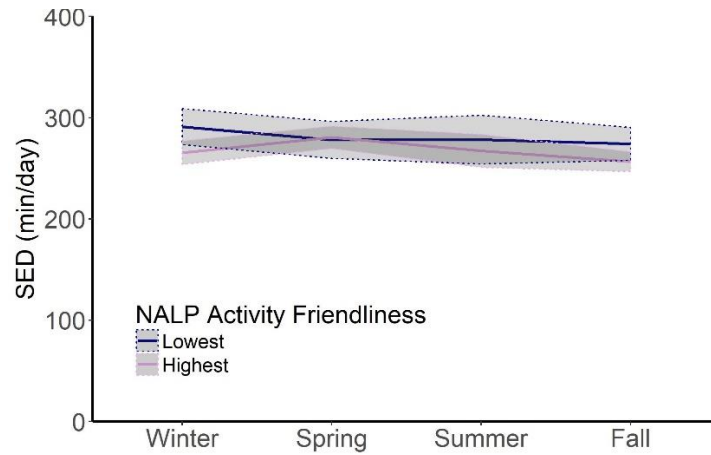 400
300
200
100
0
SED (min/day)
NALP Activity Friendliness
Lowest
Highest
Winter Spring Summer Fall